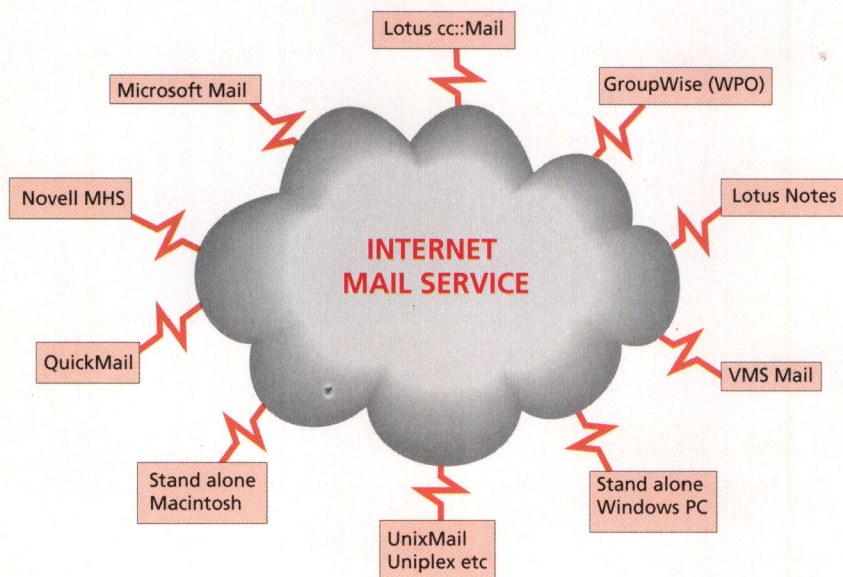 Lotus cc::Mail
Microsoft Mail
GroupWise (WPO)
Novell MHS
Lotus Notes
INTERNET
MAIL SERVICE
QuickMail
VMS Mail
Stand alone
Macintosh
Stand alone
Windows PC
UnixMail
Uniplex etc